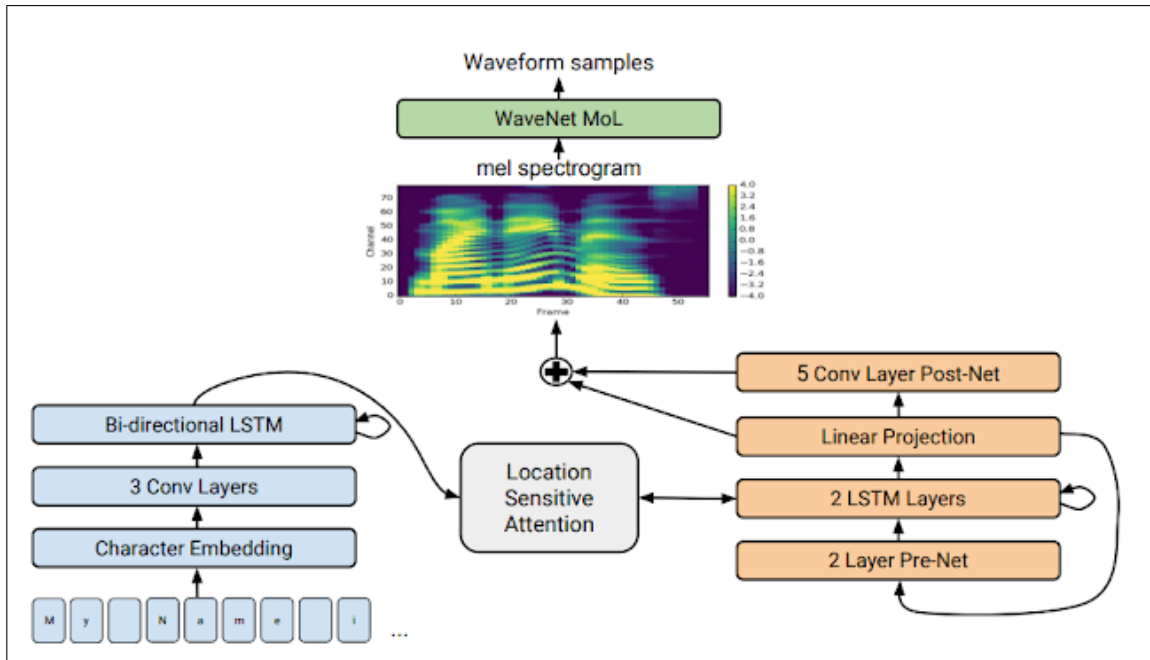 Waveform samples
WaveNet MoL
mel spectrogram
70
60
50
40
30
20
10
0
Channel
0 10 20 30 40 50
Frame
4.0
3.2
2.4
1.6
0.8
0.0
−0.8
−1.6
−2.4
−3.2
−4.0
5 Conv Layer Post-Net
Bi-directional LSTM
Linear Projection
3 Conv Layers
Location
Sensitive
Attention
2 LSTM Layers
Character Embedding
2 Layer Pre-Net
M y N a m e i ...